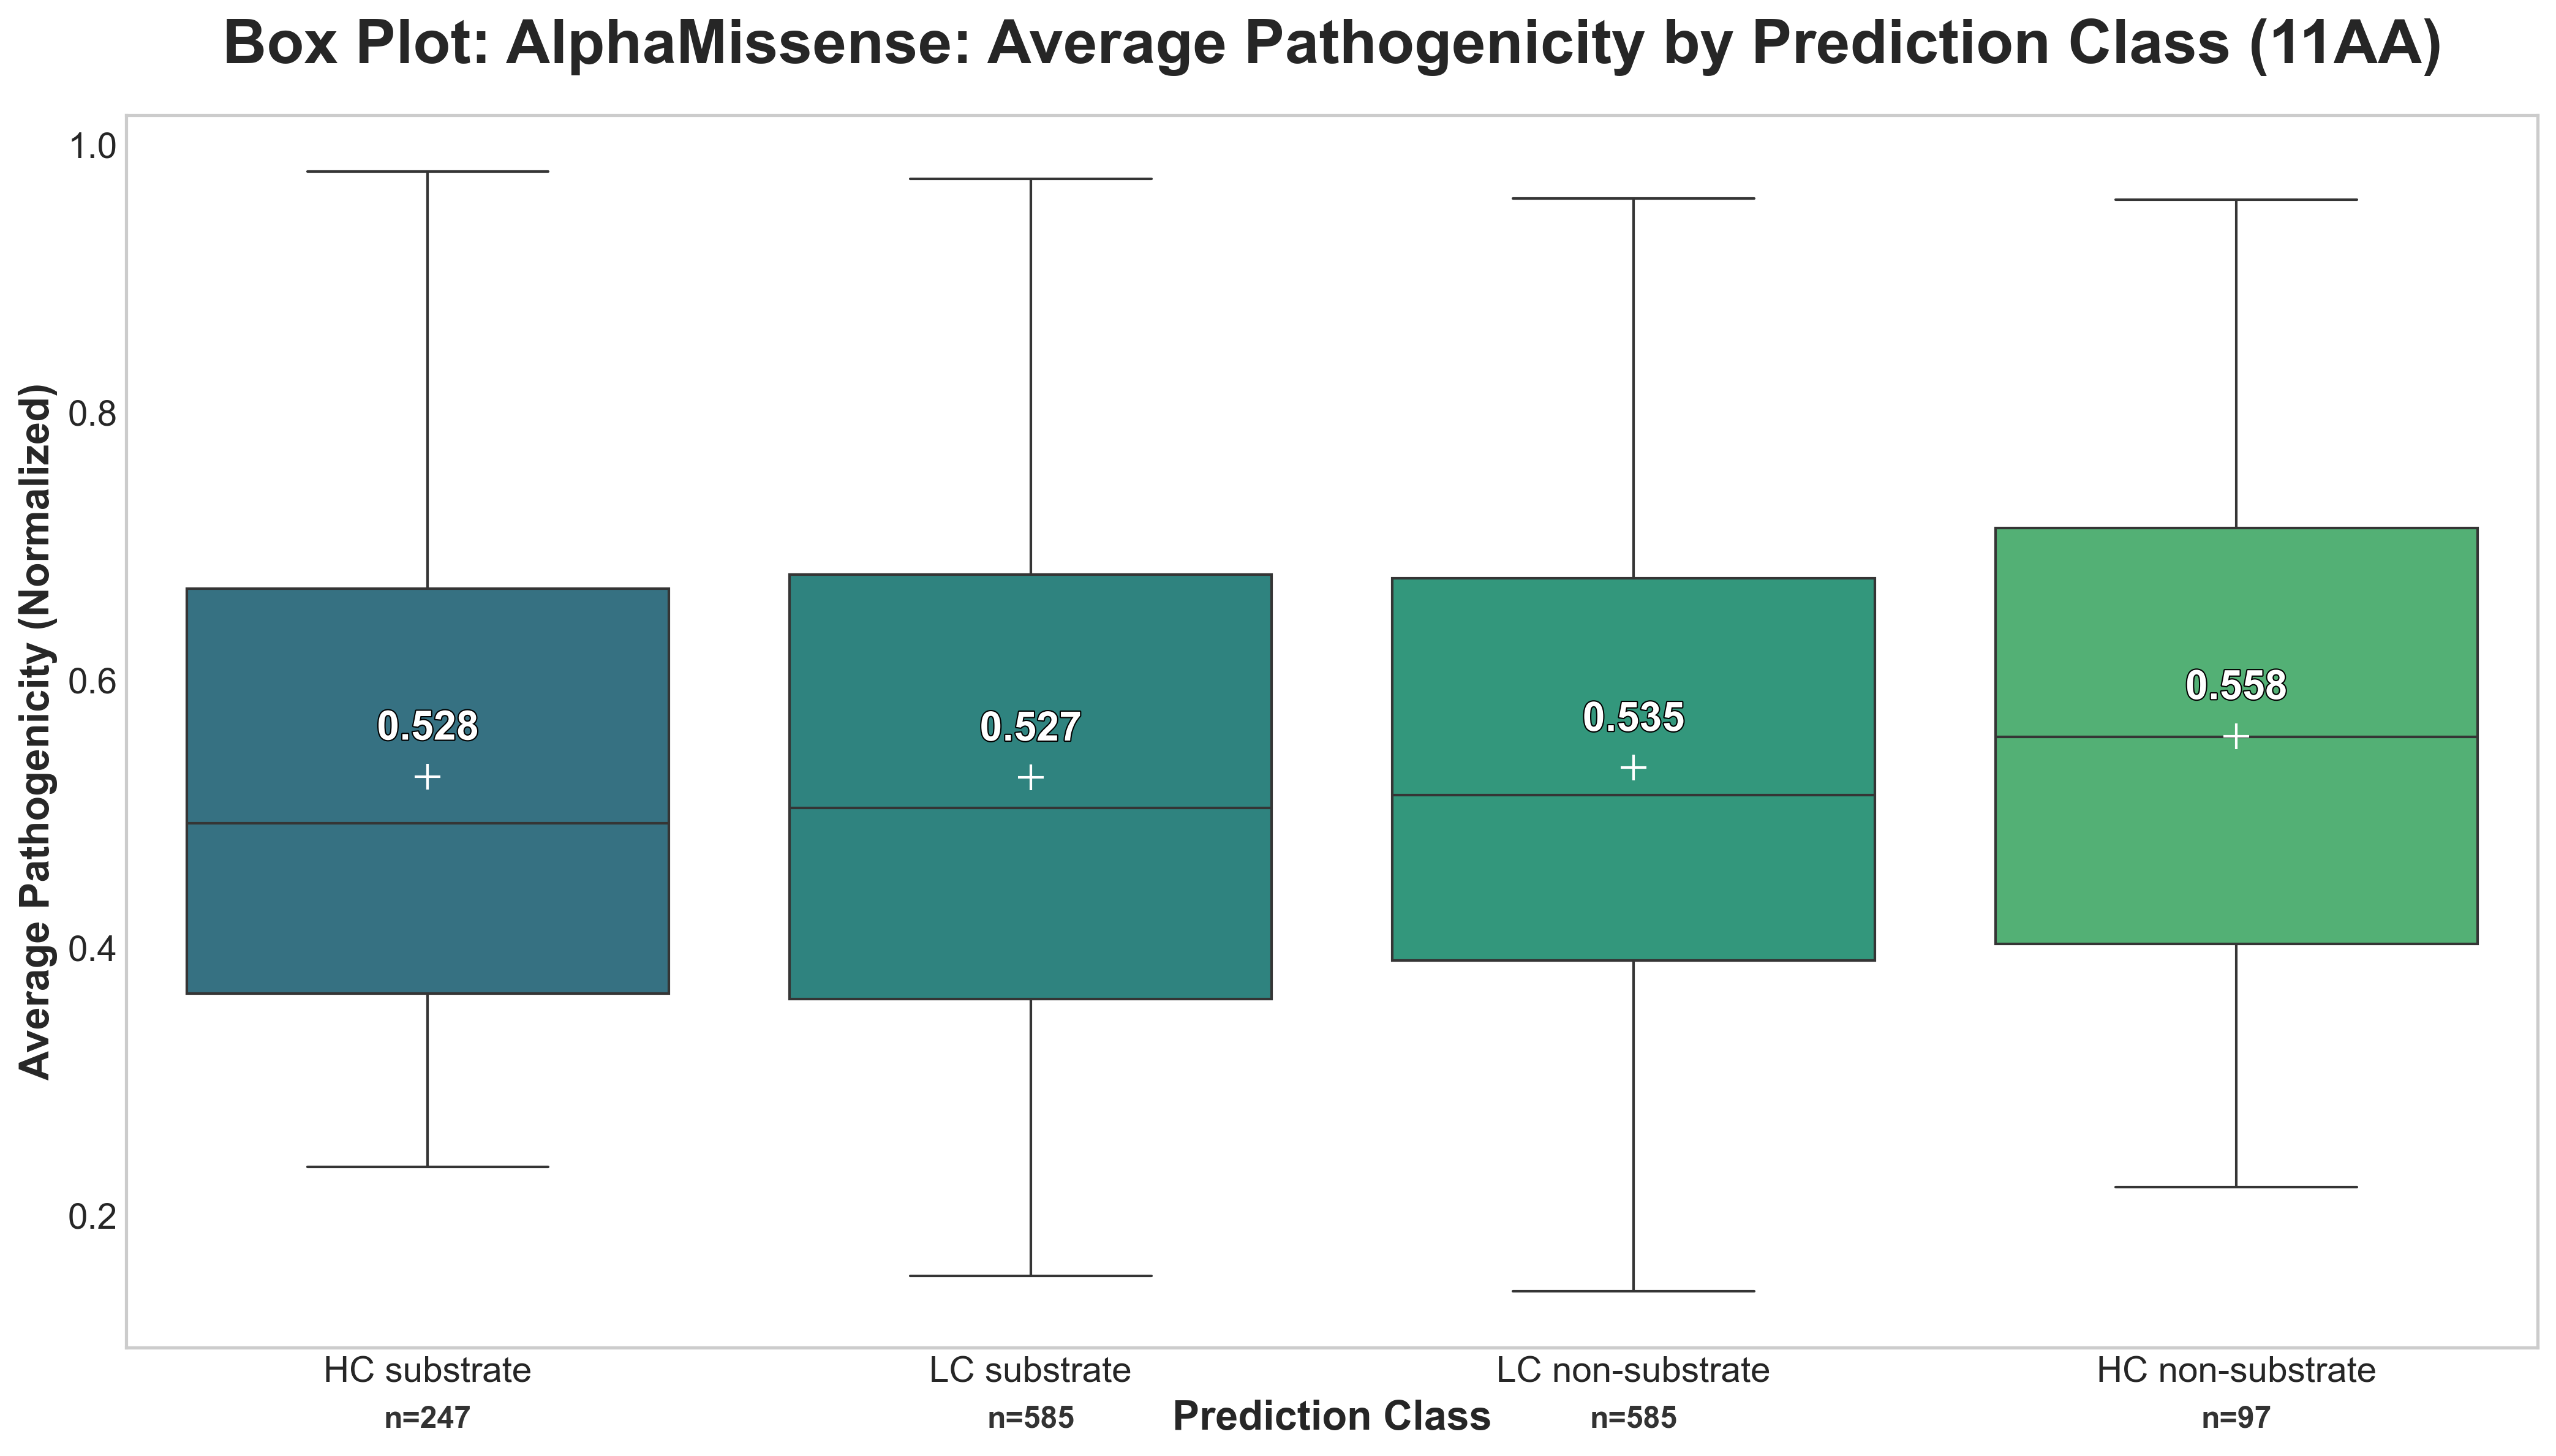 Box Plot: AlphaMissense: Average Pathogenicity by Prediction Class (11AA)
Average Pathogenicity (Normalized)
1.0
0.8
0.6
0.4
0.2
0.528
0.527
0.535
0.558
HC substrate
LC substrate
LC non-substrate
HC non-substrate
n=247
n=585
Prediction Class
n=585
n=97